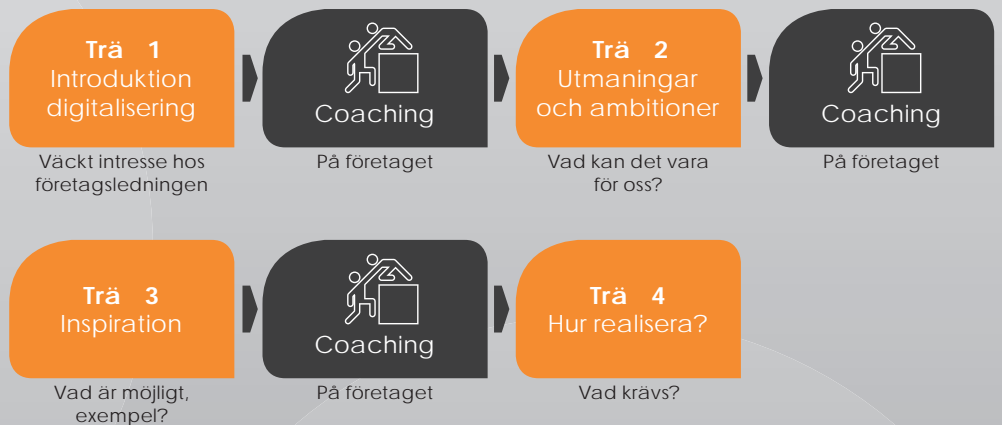 Trä 1
Introduktion
digitalisering
Väckt intresse hos
företagsledningen
Coaching
På företaget
Trä 2
Utmaningar
och ambitioner
Vad kan det vara
för oss?
Coaching
På företaget
Trä 3
Inspiration
Vad är möjligt,
exempel?
Coaching
På företaget
Trä 4
Hur realisera?
Vad krävs?